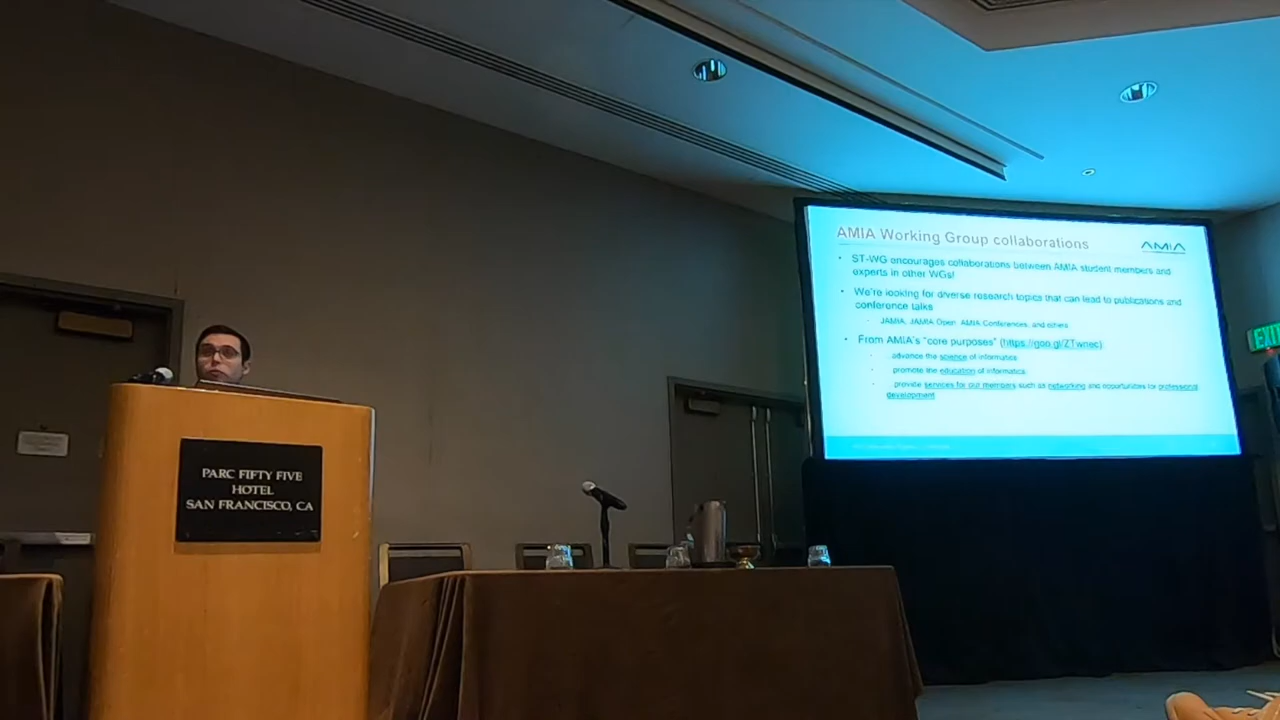 PARC FIFTY FIVE
HOTEL
SAN FRANCISCO, CA
AMIA Working Group collaborations
AMIA
• ST-WG encourages collaborations between AMIA student members and
experts in other WGs!
• We're looking for diverse research topics that can lead to publications and
conference talks
- JAMIA, JAMIA Open, AMIA Conferences, and others
• From AMIA's "core purposes" (https://goo.gl/ZTwnec)
- advance the science of informatics
- promote the education of informatics
- provide services for our members such as networking and opportunities for professional
development
EXIT